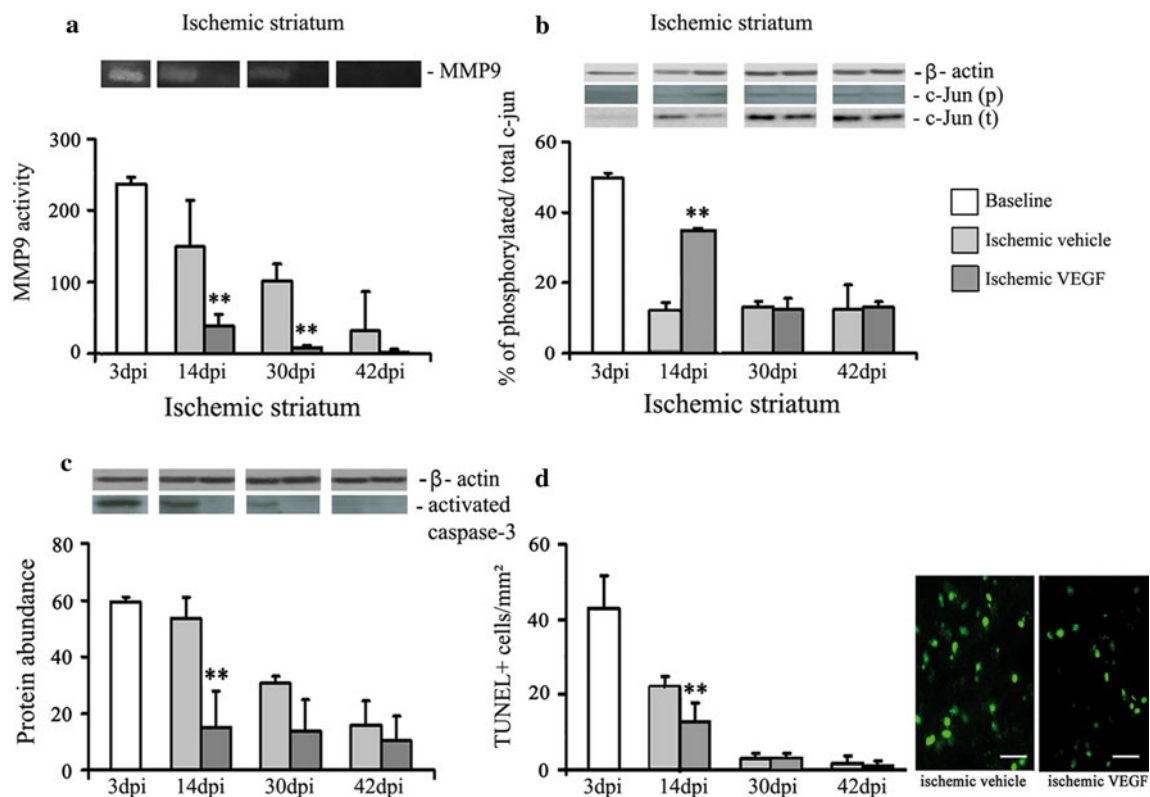 a
Ischemic striatum
- MMP9
MMP9 activity
300
200
100
0
**
**
3dpi 14dpi 30dpi 42dpi
Ischemic striatum
b
Ischemic striatum
-β- actin
- c-Jun (p)
- c-Jun (t)
% of phosphorylated/ total c-jun
60
40
20
0
**
3dpi 14dpi 30dpi 42dpi
Ischemic striatum
Baseline
Ischemic vehicle
Ischemic VEGF
c
-β- actin
- activated
caspase-3
Protein abundance
80
60
40
20
0
**
3dpi 14dpi 30dpi 42dpi
d
TUNEL+ cells/mm²
60
40
20
0
**
3dpi 14dpi 30dpi 42dpi
ischemic vehicle
ischemic VEGF